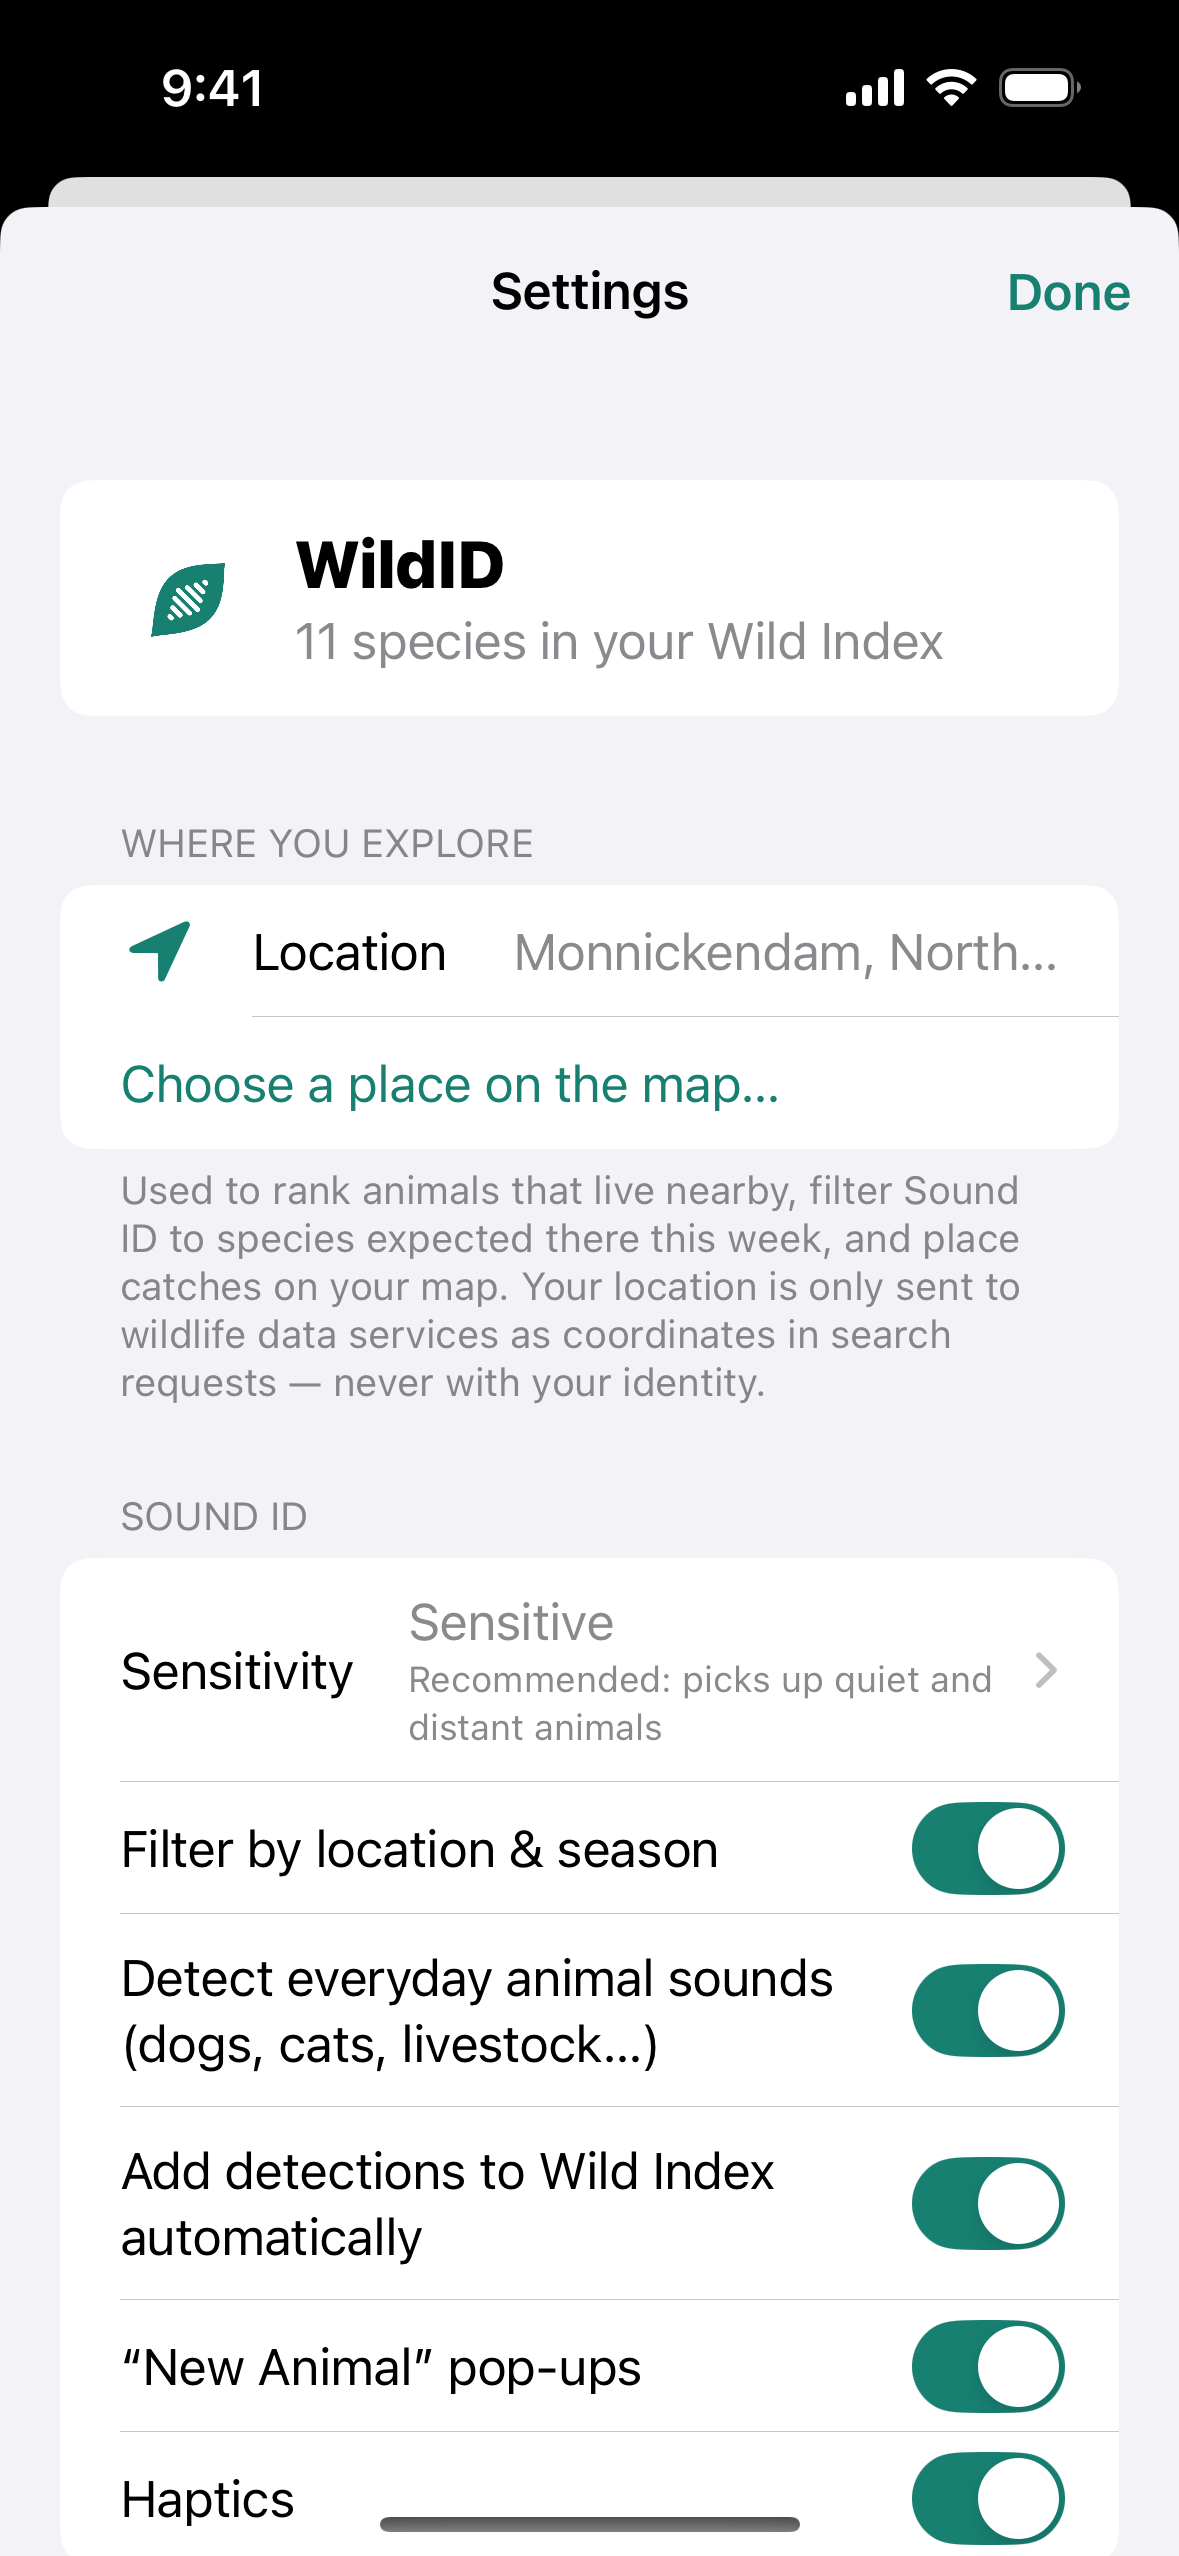 9:41
Settings
Done
WildID
11 species in your Wild Index
WHERE YOU EXPLORE
Location
Monnickendam, North...
Choose a place on the map...
Used to rank animals that live nearby, filter Sound
ID to species expected there this week, and place
catches on your map. Your location is only sent to
wildlife data services as coordinates in search
requests — never with your identity.
SOUND ID
Sensitivity
Sensitive
Recommended: picks up quiet and
distant animals
Filter by location & season
Detect everyday animal sounds
(dogs, cats, livestock...)
Add detections to Wild Index
automatically
“New Animal” pop-ups
Haptics